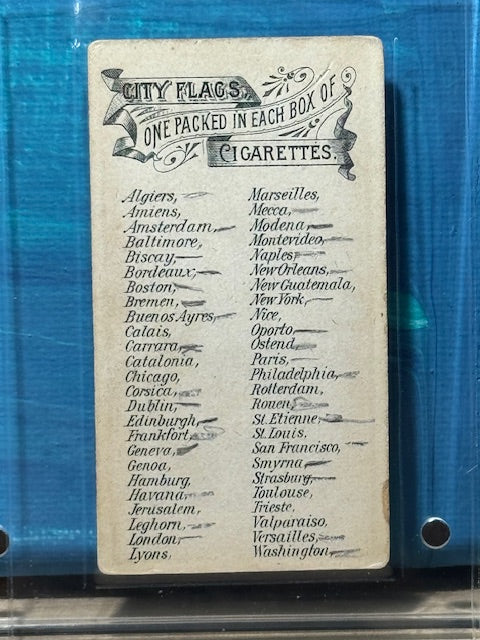 CITY FLAGS,
ONE PACKED IN EACH BOX OF
CIGARETTES.
Algiers,
Amiens,
Amsterdam,
Baltimore,
Biscay,
Bordeaux,
Boston,
Bremen,
Buenos Ayres,
Calais,
Carrara,
Catalonia,
Chicago,
Corsica,
Dublin,
Edinburgh,
Frankfort,
Geneva,
Genoa,
Hamburg,
Havana,
Jerusalem,
Leghorn,
London,
Lyons,
Marseilles,
Mecca,
Modena,
Montevideo,
Naples,
New Orleans,
New Guatemala,
New York,
Nice,
Oporto
Ostend,
Paris,
Philadelphia,
Rotterdam,
Rouen,
St. Etienne,
St. Louis.
San Francisco,
Smyrna
Strasburg,
Toulouse,
Trieste,
Valparaiso,
Versailles,
Washington,